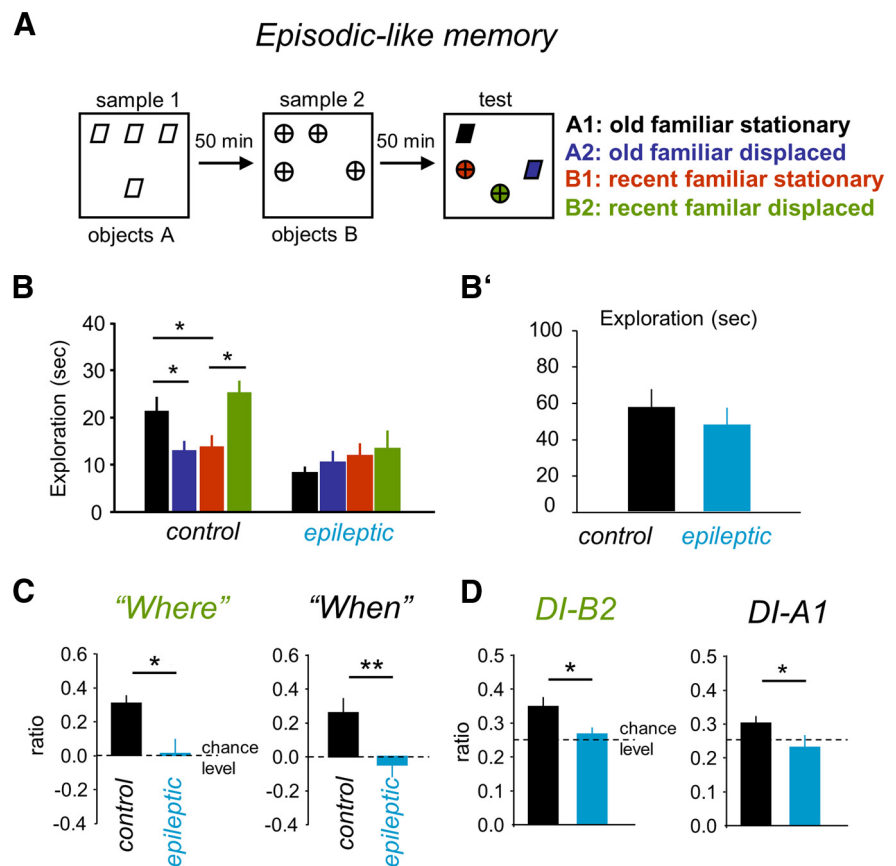 A
Episodic-like memory
sample 1
sample 2
test
50 min
50 min
objects A
objects B
A1: old familiar stationary
A2: old familiar displaced
B1: recent familiar stationary
B2: recent familar displaced
B
Exploration (sec)
40
30
20
10
0
*
*
*
control
epileptic
B‘
Exploration (sec)
100
80
60
40
20
0
control
epileptic
C
“Where”
ratio
0.6
0.4
0.2
0.0
-0.2
-0.4
*
chance
level
control
epileptic
“When”
0.6
0.4
0.2
0.0
-0.2
-0.4
**
control
epileptic
D
DI-B2
ratio
0.5
0.4
0.3
0.2
0.1
0.0
*
chance
level
DI-A1
0.5
0.4
0.3
0.2
0.1
0.0
*